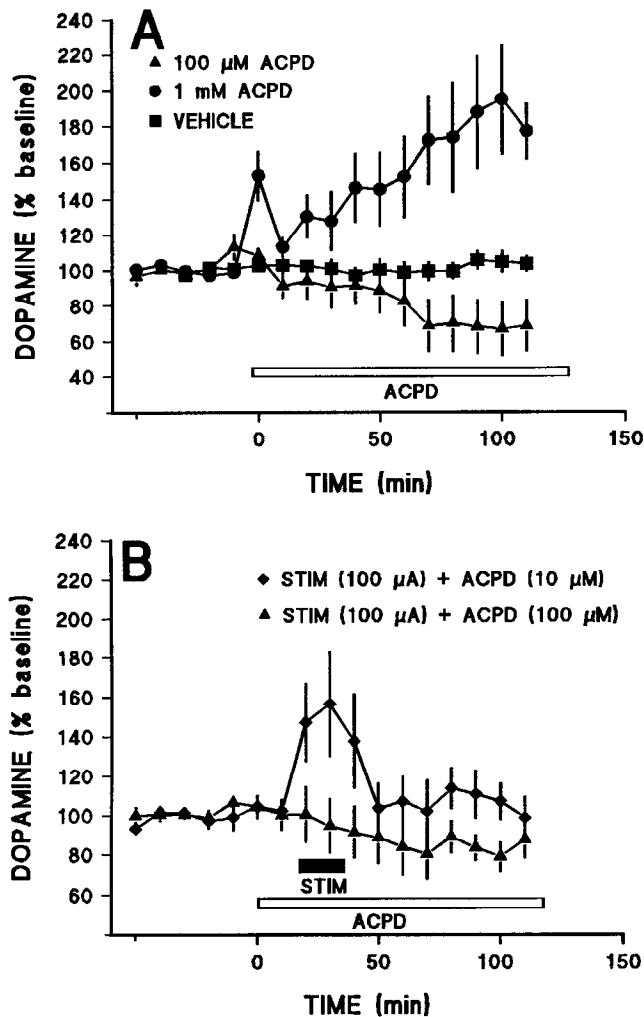 A
240
220
200
180
160
140
120
100
80
60
40
DOPAMINE (% baseline)
100 μM ACPD
1 mM ACPD
VEHICLE
ACPD
0 50 100 150
TIME (min)
B
240
220
200
180
160
140
120
100
80
60
DOPAMINE (% baseline)
STIM (100 μA) + ACPD (10 μM)
STIM (100 μA) + ACPD (100 μM)
STIM
ACPD
0 50 100 150
TIME (min)